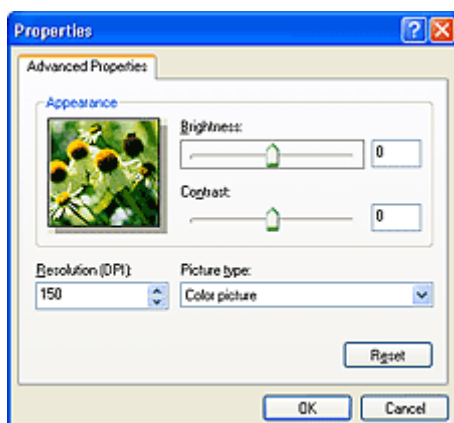 Properties
Advanced Properties
Appearance
Brightness:
0
Contrast:
0
Resolution (DPI):
Picture type:
150
Color picture
Reset
OK
Cancel